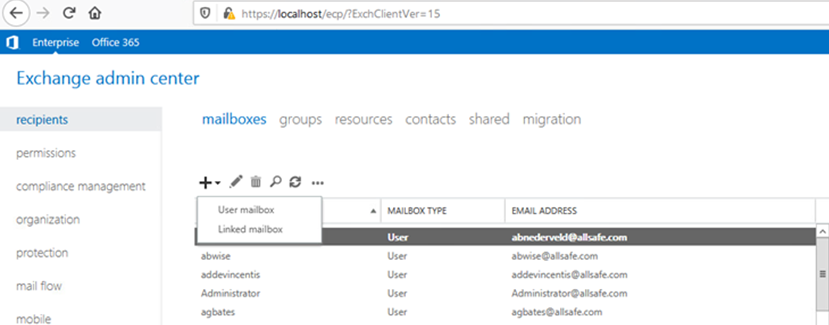 https://localhost/ecp/?ExchClientVer=15
Enterprise Office 365
Exchange admin center
recipients
permissions
compliance management
organization
protection
mail flow
mobile
mailboxes groups resources contacts shared migration
User mailbox
Linked mailbox
MAILBOX TYPE EMAIL ADDRESS
User abnederveld@allsafe.com
abwise User abwise@allsafe.com
addevincentis User addevincentis@allsafe.com
Administrator User Administrator@allsafe.com
agbates User agbates@allsafe.com